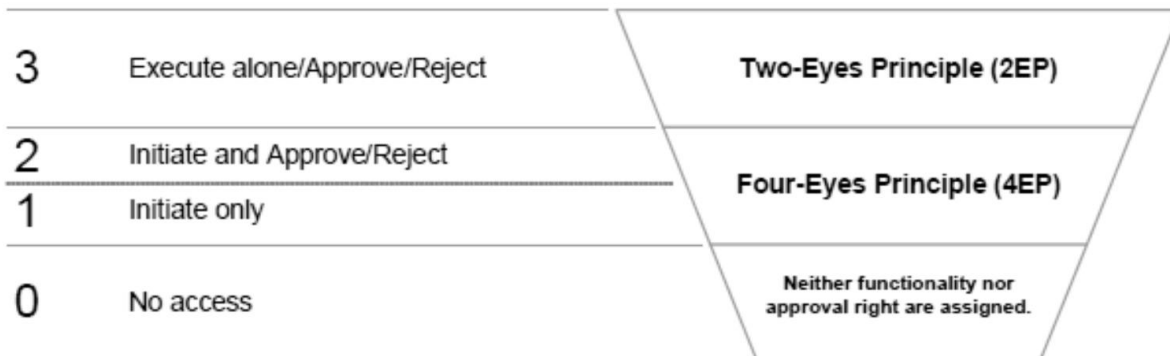 3 Execute alone/Approve/Reject Two-Eyes Principle (2EP)
2 Initiate and Approve/Reject
Four-Eyes Principle (4EP)
1 Initiate only
Neither functionality nor
0 No access
approval right are assigned.